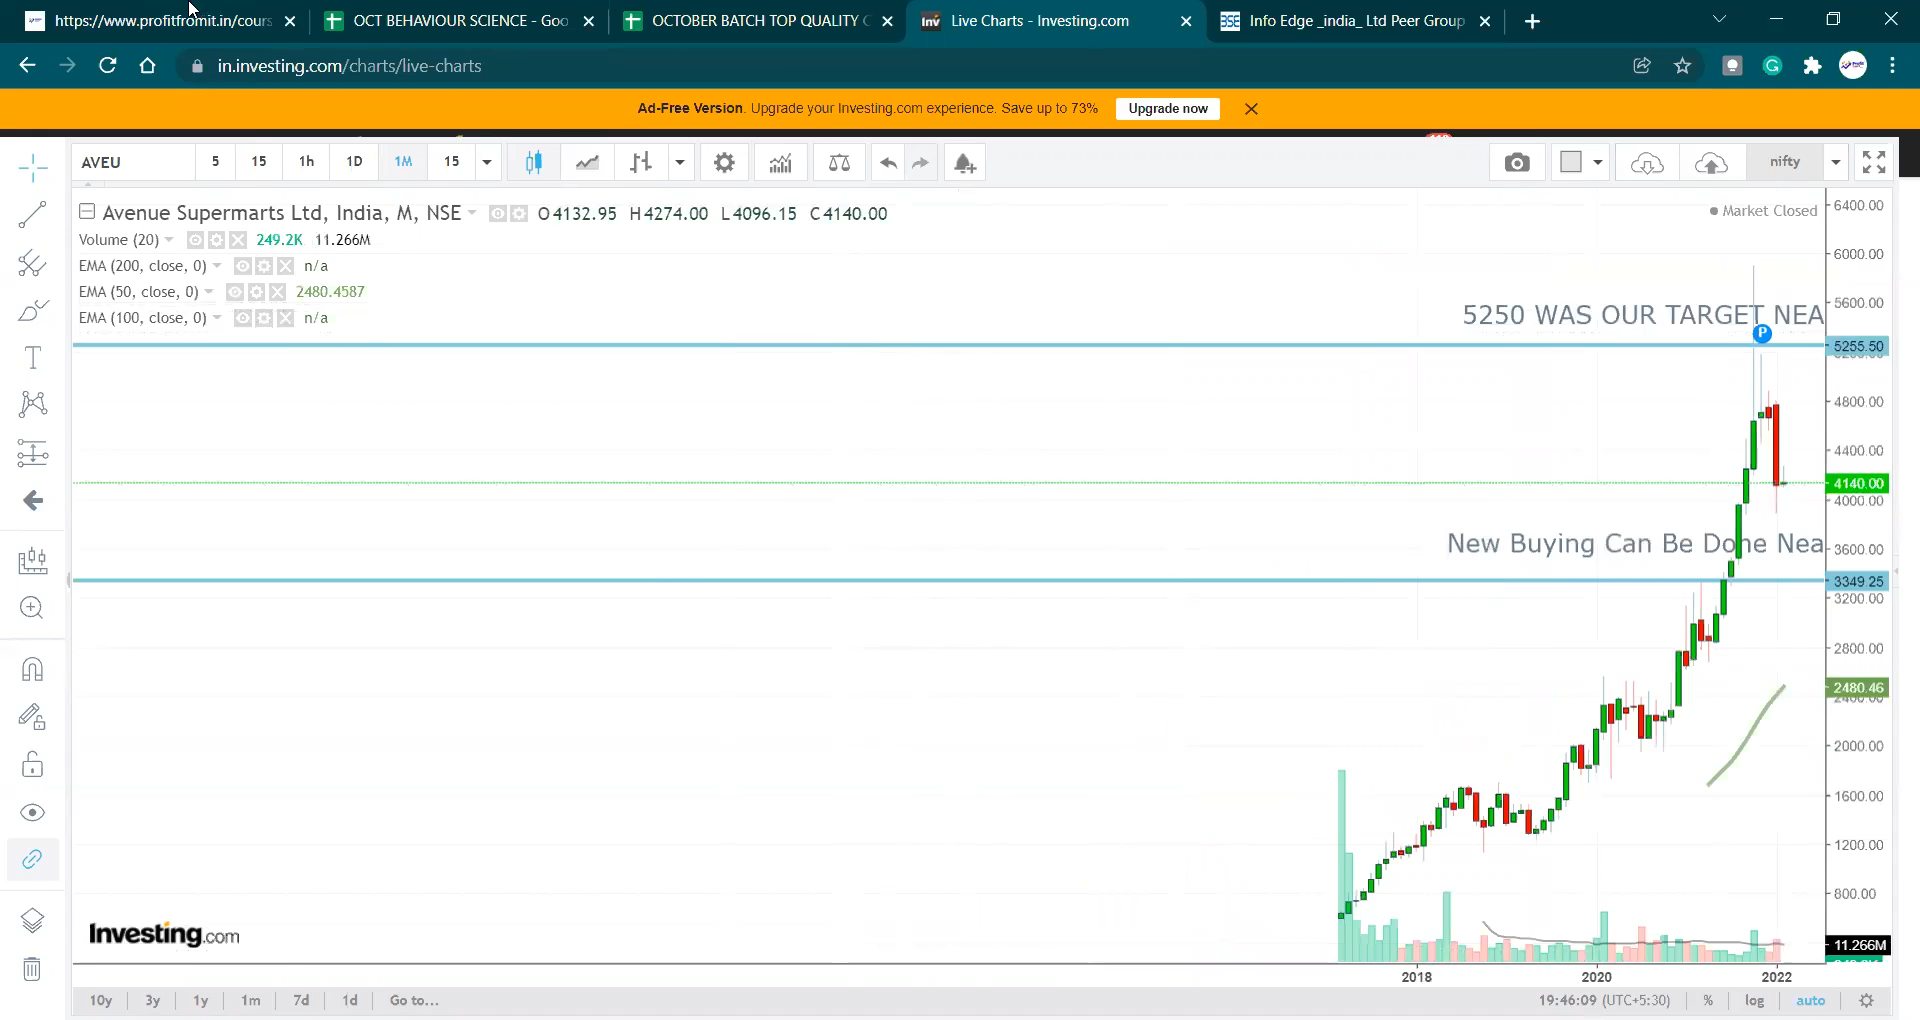 https://www.profitfromit.in/cours
OCT BEHAVIOUR SCIENCE - Goo
OCTOBER BATCH TOP QUALITY C
Live Charts - Investing.com
Info Edge _india_ Ltd Peer Group
in.investing.com/charts/live-charts
Ad-Free Version. Upgrade your Investing.com experience. Save up to 73% Upgrade now
AVEU 5 15 1h 1D 1M 15 nifty
Avenue Supermarts Ltd, India, M, NSE O4132.95 H4274.00 L4096.15 C4140.00
Market Closed
Volume (20) 249.2K 11.266M
EMA (200, close, 0) n/a
EMA (50, close, 0) 2480.4587
EMA (100, close, 0) n/a
5250 WAS OUR TARGET NEA
P
New Buying Can Be Done Nea
6400.00
6000.00
5600.00
5255.50
4800.00
4400.00
4140.00
4000.00
3600.00
3349.25
3200.00
2800.00
2480.46
2000.00
1600.00
1200.00
800.00
11.266M
Investing.com
2018 2020 2022
10y 3y 1y 1m 7d 1d Go to... 19:46:09 (UTC+5:30) % log auto